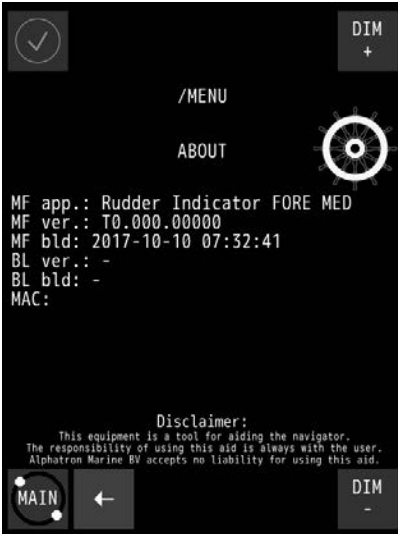 DIM
+
/MENU
ABOUT
MF app.: Rudder Indicator FORE MED
MF ver.: T0.000.00000
MF bld: 2017-10-10 07:32:41
BL ver.: -
BL bld: -
MAC:
Disclaimer:
This equipment is a tool for aiding the navigator.
The responsibility of using this aid is always with the user.
Alphatron Marine BV accepts no liability for using this aid.
MAIN
←
DIM
-